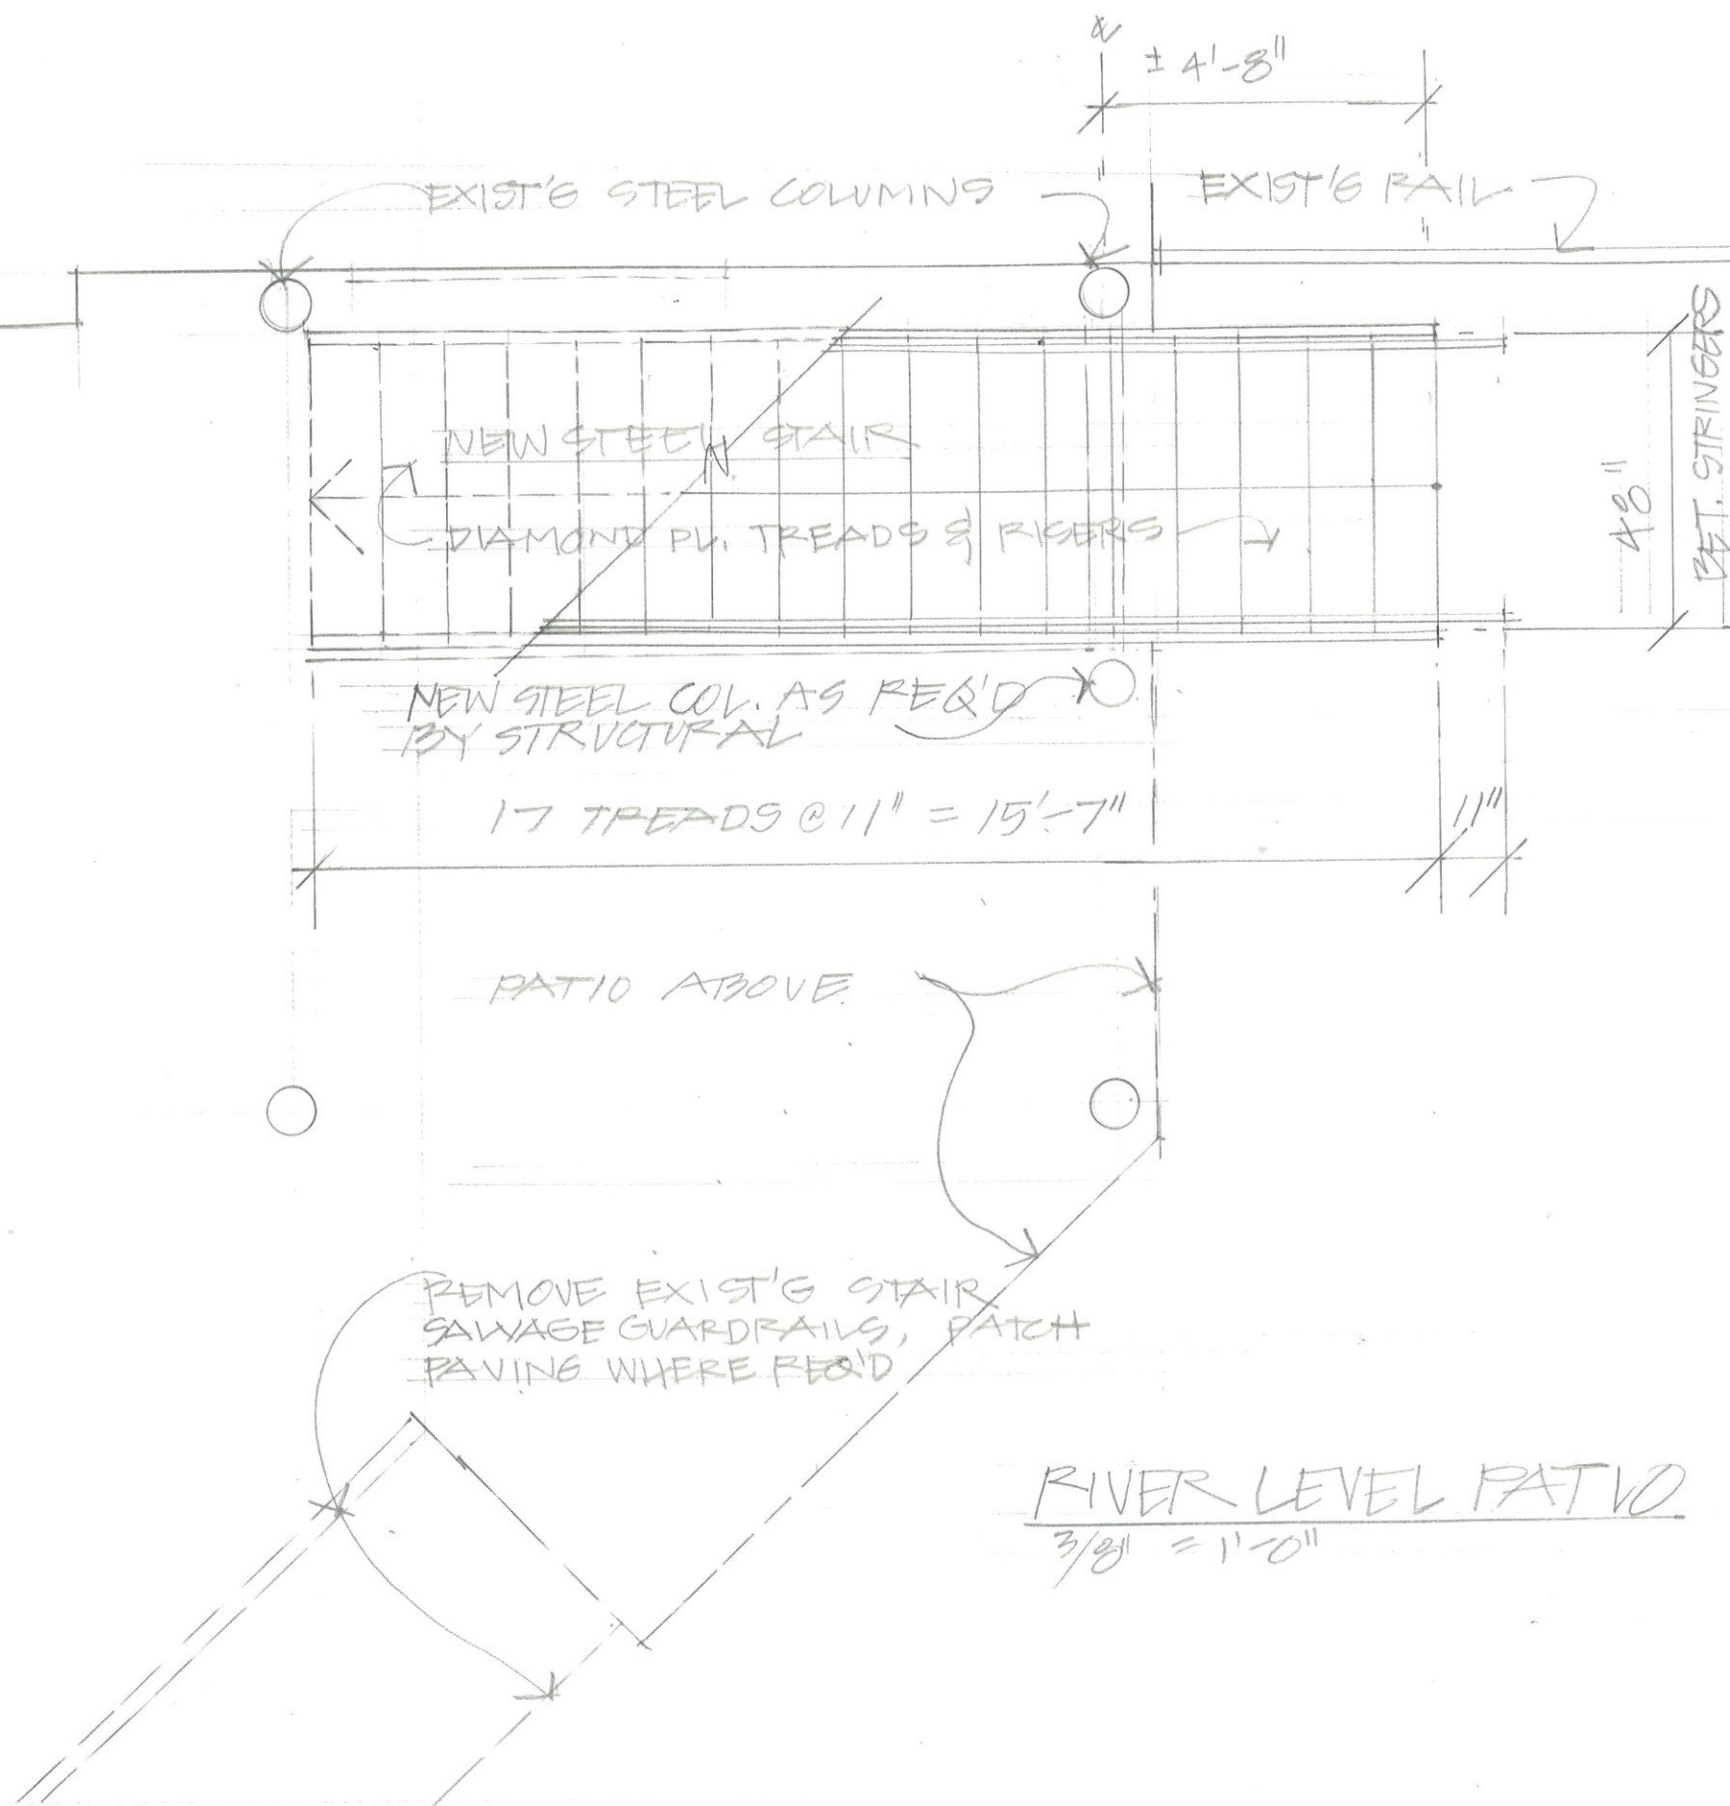 ℄
± 4'-8"
EXIST'G STEEL COLUMNS
EXIST'G RAIL
NEW STEEL STAIR
DIAMOND PL. TREADS & RISERS
48"
BET. STRINGERS
NEW STEEL COL. AS REQ'D
BY STRUCTURAL
17 TREADS @ 11" = 15'-7"
11"
PATIO ABOVE
REMOVE EXIST'G STAIR
SALVAGE GUARDRAILS, PATCH
PAVING WHERE REQ'D
RIVER LEVEL PATIO
3/8" = 1'-0"